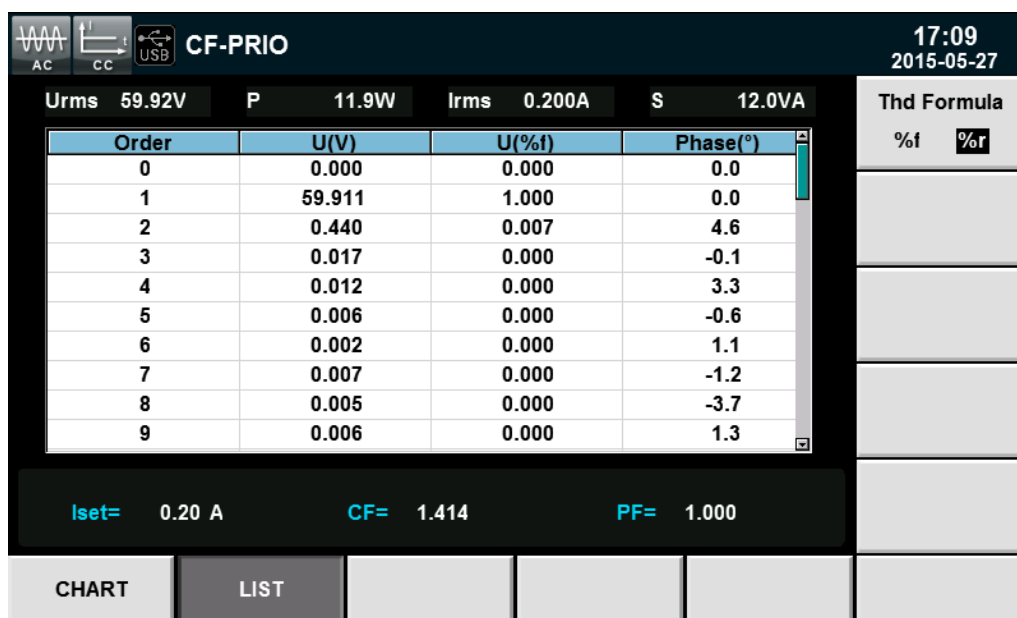 AC CC USB CF-PRIO 17:09
2015-05-27
Urms 59.92V P 11.9W Irms 0.200A S 12.0VA
Thd Formula
%f %r
Order U(V) U(%f) Phase(°)
0 0.000 0.000 0.0
1 59.911 1.000 0.0
2 0.440 0.007 4.6
3 0.017 0.000 -0.1
4 0.012 0.000 3.3
5 0.006 0.000 -0.6
6 0.002 0.000 1.1
7 0.007 0.000 -1.2
8 0.005 0.000 -3.7
9 0.006 0.000 1.3
Iset= 0.20 A CF= 1.414 PF= 1.000
CHART LIST